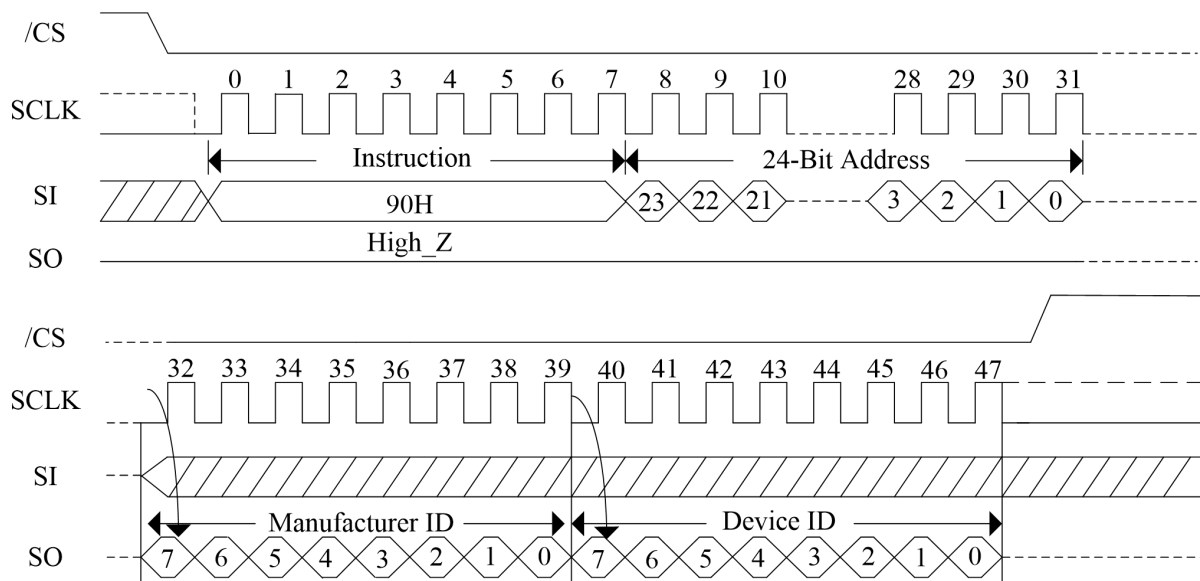 /CS
0 1 2 3 4 5 6 7 8 9 10 28 29 30 31
SCLK
Instruction 24-Bit Address
SI 90H 23 22 21 3 2 1 0
High_Z
SO
/CS
32 33 34 35 36 37 38 39 40 41 42 43 44 45 46 47
SCLK
SI
Manufacturer ID Device ID
SO 7 6 5 4 3 2 1 0 7 6 5 4 3 2 1 0